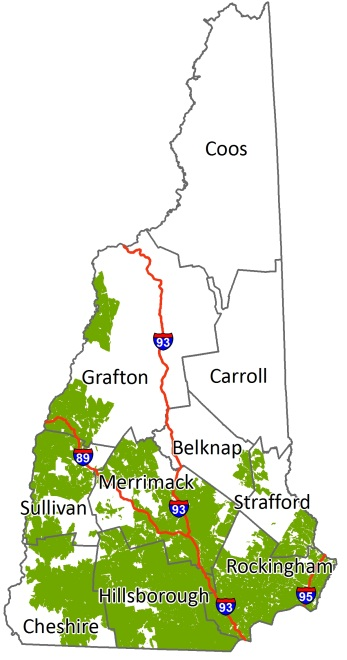 Coos
93
Grafton
Carroll
Belknap
89
Merrimack
Strafford
Sullivan
93
Rockingham
Hillsborough
95
93
Cheshire